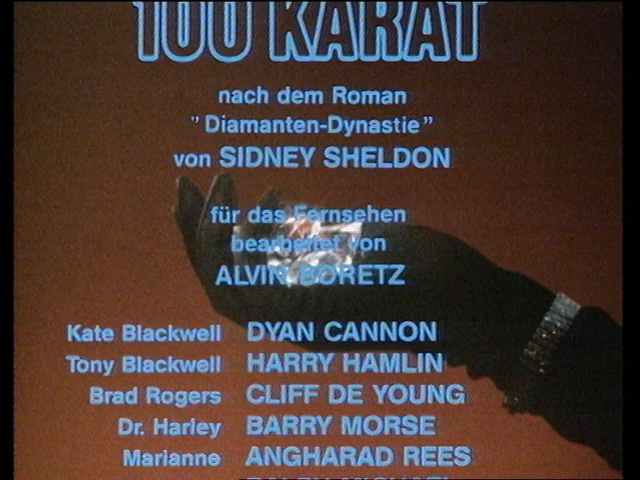 100 KARAT
nach dem Roman
"Diamanten-Dynastie"
von SIDNEY SHELDON
für das Fernsehen
bearbeitet von
ALVIN BORETZ
Kate Blackwell DYAN CANNON
Tony Blackwell HARRY HAMLIN
Brad Rogers CLIFF DE YOUNG
Dr. Harley BARRY MORSE
Marianne ANGHARAD REES